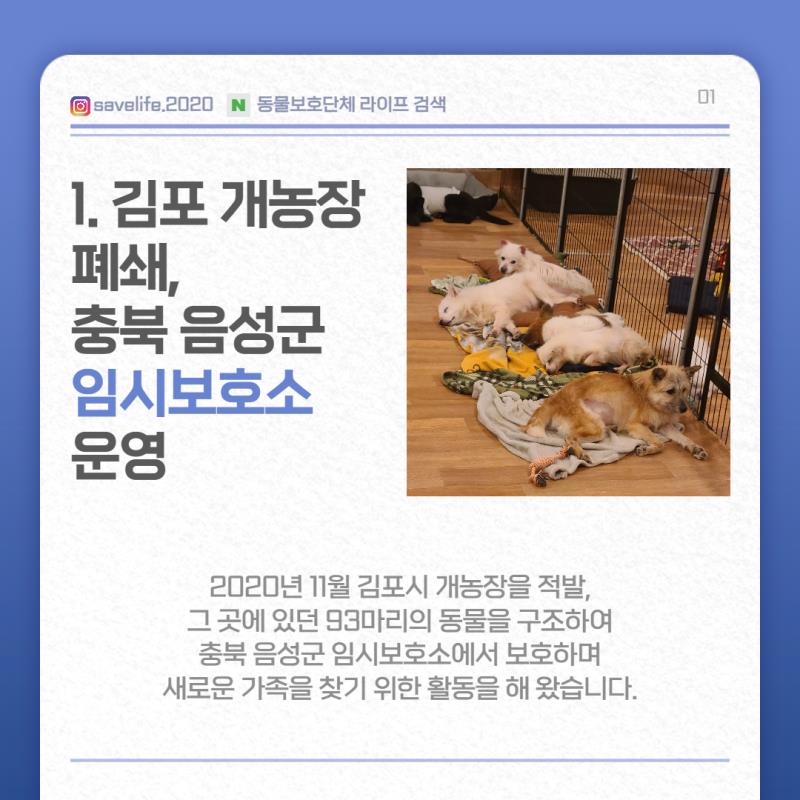 savelife.2020 N 동물보호단체 라이프 검색
01
1. 김포 개농장
폐쇄,
충북 음성군
임시보호소
운영
2020년 11월 김포시 개농장을 적발,
그 곳에 있던 93마리의 동물을 구조하여
충북 음성군 임시보호소에서 보호하며
새로운 가족을 찾기 위한 활동을 해 왔습니다.